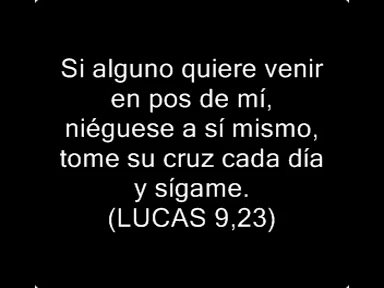 Si alguno quiere venir
en pos de mí,
niéguese a sí mismo,
tome su cruz cada día
y sígame.
(LUCAS 9,23)